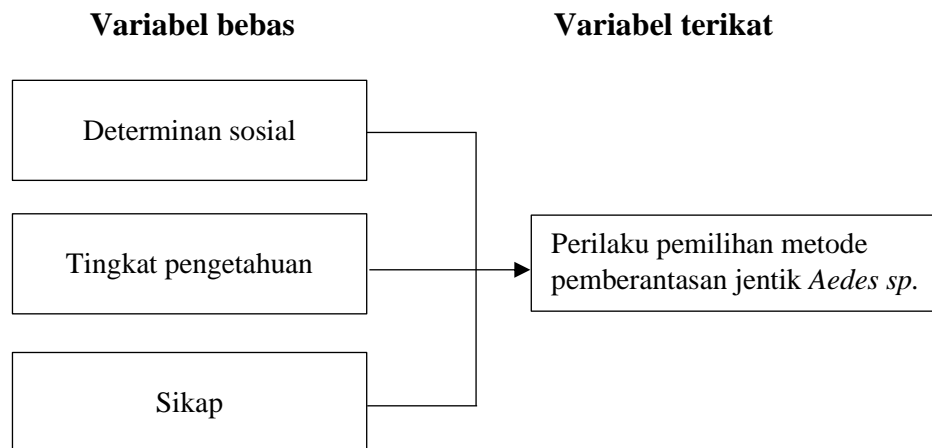 Variabel bebas
Variabel terikat
Determinan sosial
Tingkat pengetahuan
Perilaku pemilihan metode
pemberantasan jentik Aedes sp.
Sikap